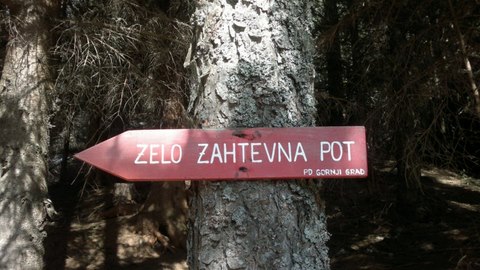 ZELO ZAHTEVNA POT
PD GORNJI GRAD